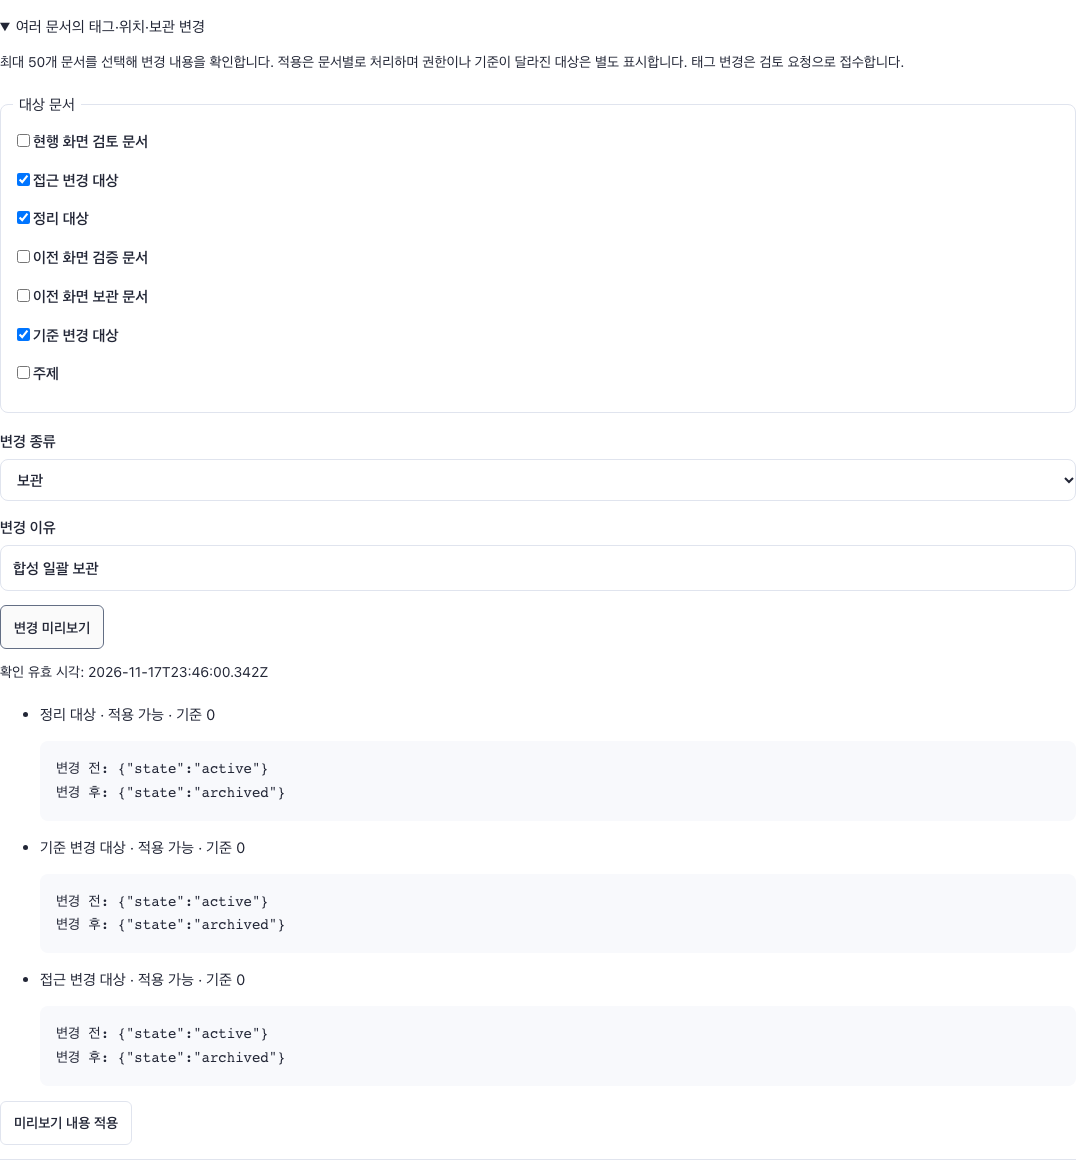 ▼ 여러 문서의 태그·위치·보관 변경
최대 50개 문서를 선택해 변경 내용을 확인합니다. 적용은 문서별로 처리하며 권한이나 기준이 달라진 대상은 별도 표시합니다. 태그 변경은 검토 요청으로 접수합니다.
대상 문서
현행 화면 검토 문서
접근 변경 대상
정리 대상
이전 화면 검증 문서
이전 화면 보관 문서
기준 변경 대상
주제
변경 종류
보관
변경 이유
합성 일괄 보관
변경 미리보기
확인 유효 시각: 2026-11-17T23:46:00.342Z
• 정리 대상 · 적용 가능 · 기준 0
변경 전: {"state":"active"}
변경 후: {"state":"archived"}
• 기준 변경 대상 · 적용 가능 · 기준 0
변경 전: {"state":"active"}
변경 후: {"state":"archived"}
• 접근 변경 대상 · 적용 가능 · 기준 0
변경 전: {"state":"active"}
변경 후: {"state":"archived"}
미리보기 내용 적용